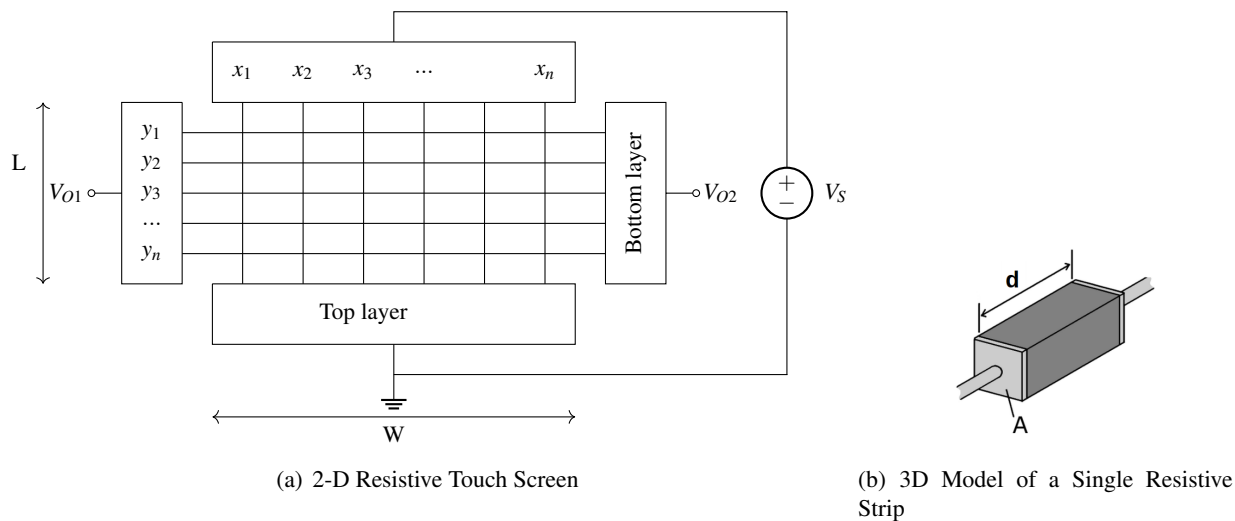 x1 x2 x3 ... xn
L
y1
y2
y3
...
yn
VO1
Bottom layer
VO2
+
−
VS
Top layer
W
d
A
(a) 2-D Resistive Touch Screen
(b) 3D Model of a Single Resistive
Strip